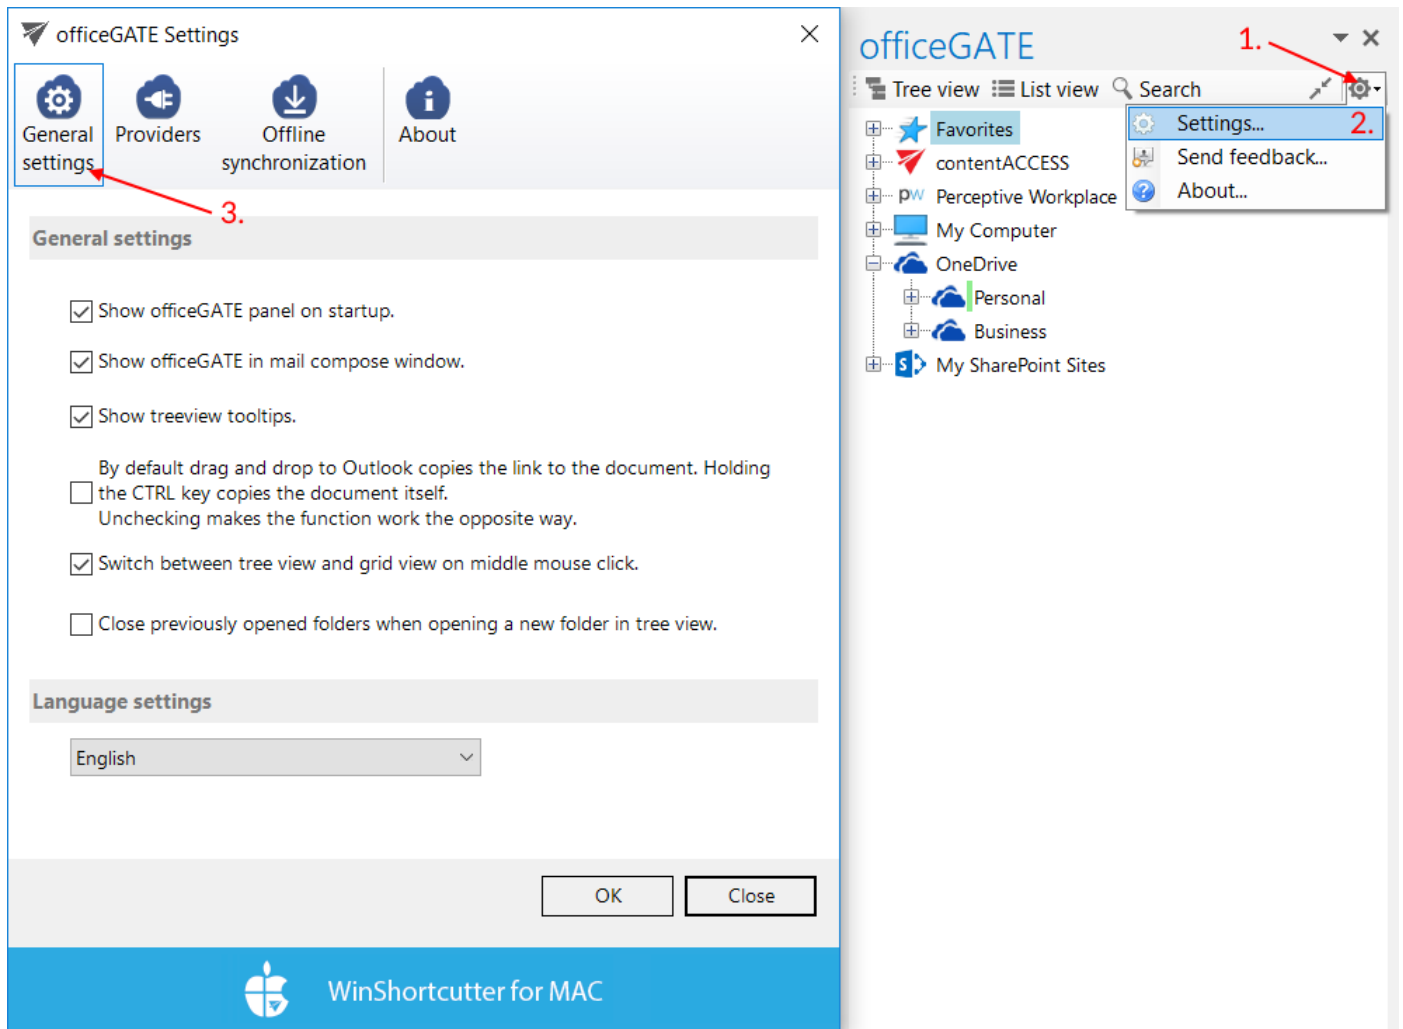 officeGATE Settings
General
settings
Providers
Offline
synchronization
About
3.
General settings
Show officeGATE panel on startup.
Show officeGATE in mail compose window.
Show treeview tooltips.
By default drag and drop to Outlook copies the link to the document. Holding
the CTRL key copies the document itself.
Unchecking makes the function work the opposite way.
Switch between tree view and grid view on middle mouse click.
Close previously opened folders when opening a new folder in tree view.
Language settings
English
OK
Close
WinShortcutter for MAC
officeGATE
1.
Tree view
List view
Search
Settings...
2.
Send feedback...
About...
Favorites
contentACCESS
pw Perceptive Workplace
My Computer
OneDrive
Personal
Business
S My SharePoint Sites